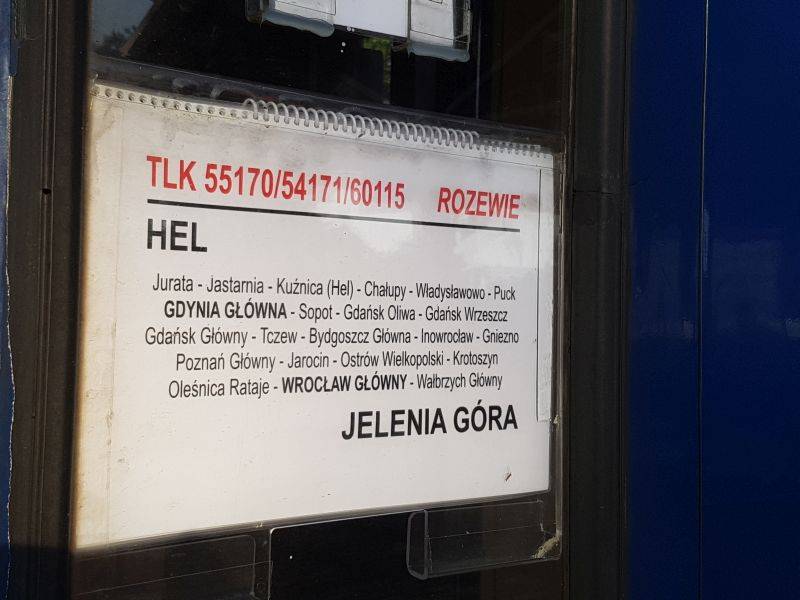 TLK 55170/54171/60115 ROZEWIE
HEL
Jurata - Jastarnia - Kuźnica (Hel) - Chałupy - Władysławowo - Puck
GDYNIA GŁÓWNA - Sopot - Gdańsk Oliwa - Gdańsk Wrzeszcz
Gdańsk Główny - Tczew - Bydgoszcz Główna - Inowrocław - Gniezno
Poznań Główny - Jarocin - Ostrów Wielkopolski - Krotoszyn
Oleśnica Rataje - WROCŁAW GŁÓWNY - Wałbrzych Główny
JELENIA GÓRA